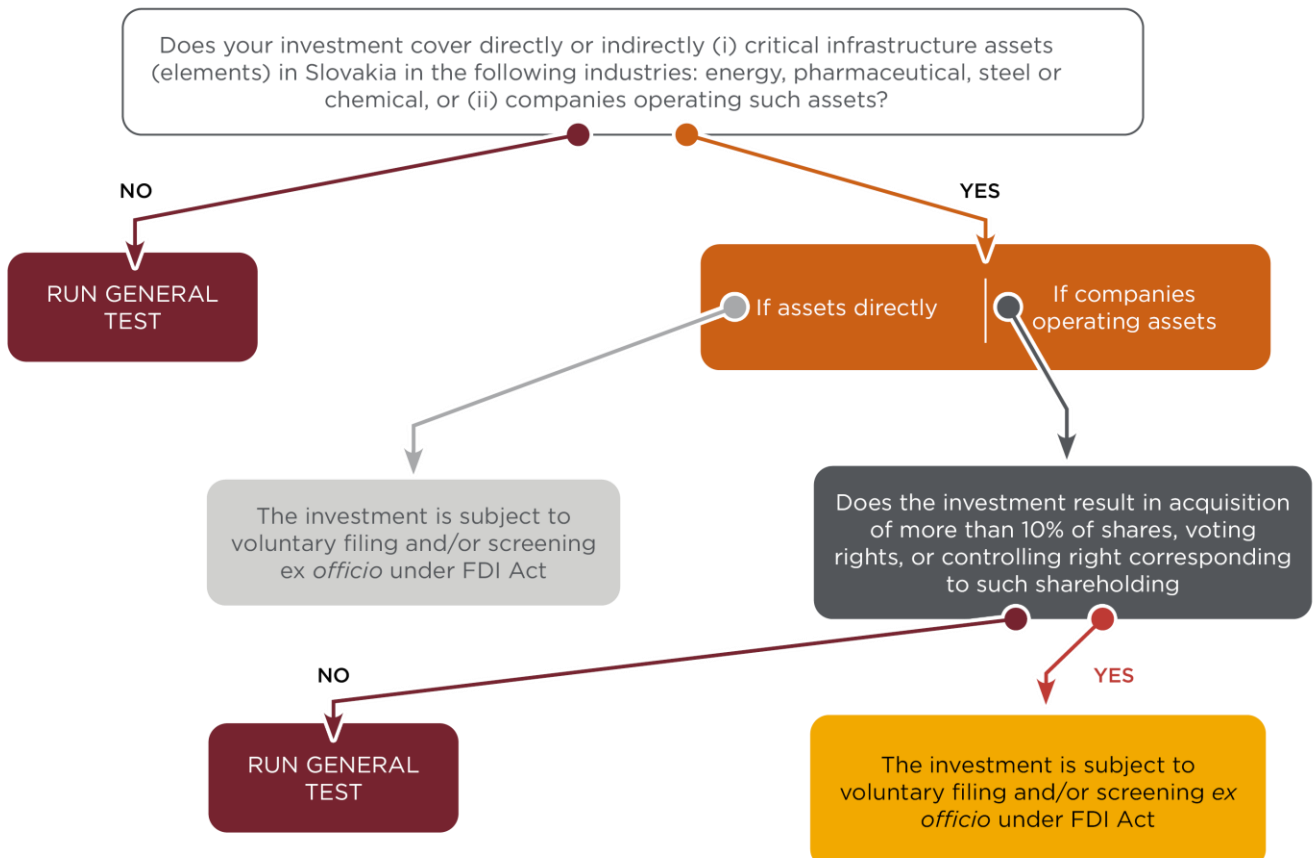 Does your investment cover directly or indirectly (i) critical infrastructure assets
(elements) in Slovakia in the following industries: energy, pharmaceutical, steel or
chemical, or (ii) companies operating such assets?
NO
YES
RUN GENERAL
TEST
If assets directly
If companies
operating assets
The investment is subject to
voluntary filing and/or screening
ex officio under FDI Act
Does the investment result in acquisition
of more than 10% of shares, voting
rights, or controlling right corresponding
to such shareholding
NO
YES
RUN GENERAL
TEST
The investment is subject to
voluntary filing and/or screening ex
officio under FDI Act